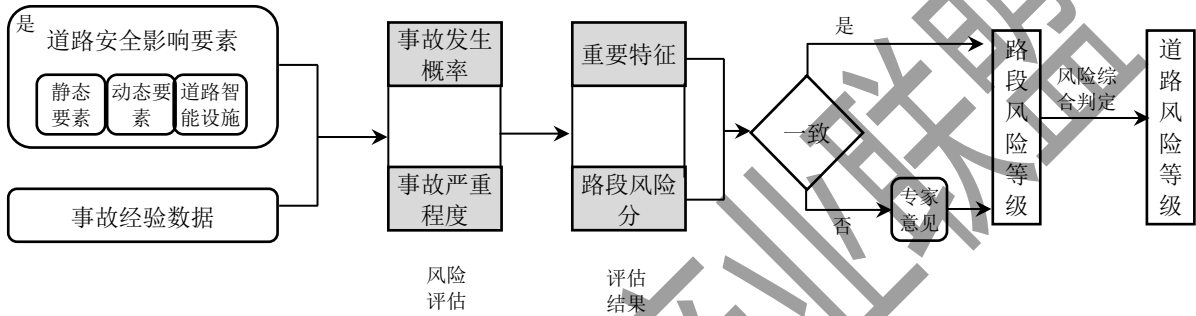 是
道路安全影响要素
静态
要素
动态要
素
道路智
能设施
事故经验数据
事故发生
概率
事故严重
程度
风险
评估
重要特征
路段风险
分
评估
结果
一致
是
否
专家
意见
路
段
风
险
等
级
风险综
合判定
道
路
风
险
等
级
产业联盟